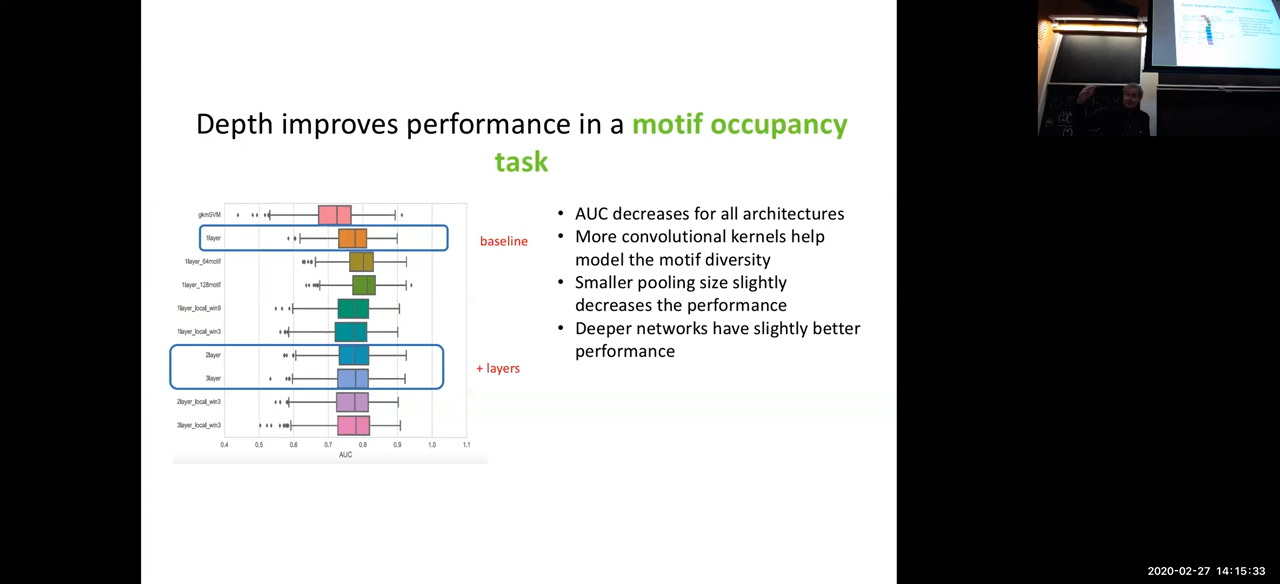 Depth improves performance in a motif occupancy
task
gkmSVM
1layer
1layer_64motif
1layer_128motif
1layer_local_win9
1layer_local_win3
2layer
3layer
2layer_local_win3
3layer_local_win3
0.4 0.5 0.6 0.7 0.8 0.9 1.0 1.1
AUC
baseline
+ layers
• AUC decreases for all architectures
• More convolutional kernels help
model the motif diversity
• Smaller pooling size slightly
decreases the performance
• Deeper networks have slightly better
performance
2020-02-27 14:15:33